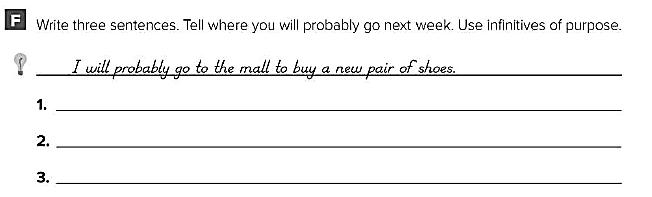 F Write three sentences. Tell where you will probably go next week. Use infinitives of purpose.
I will probably go to the mall to buy a new pair of shoes.
1.
2.
3.